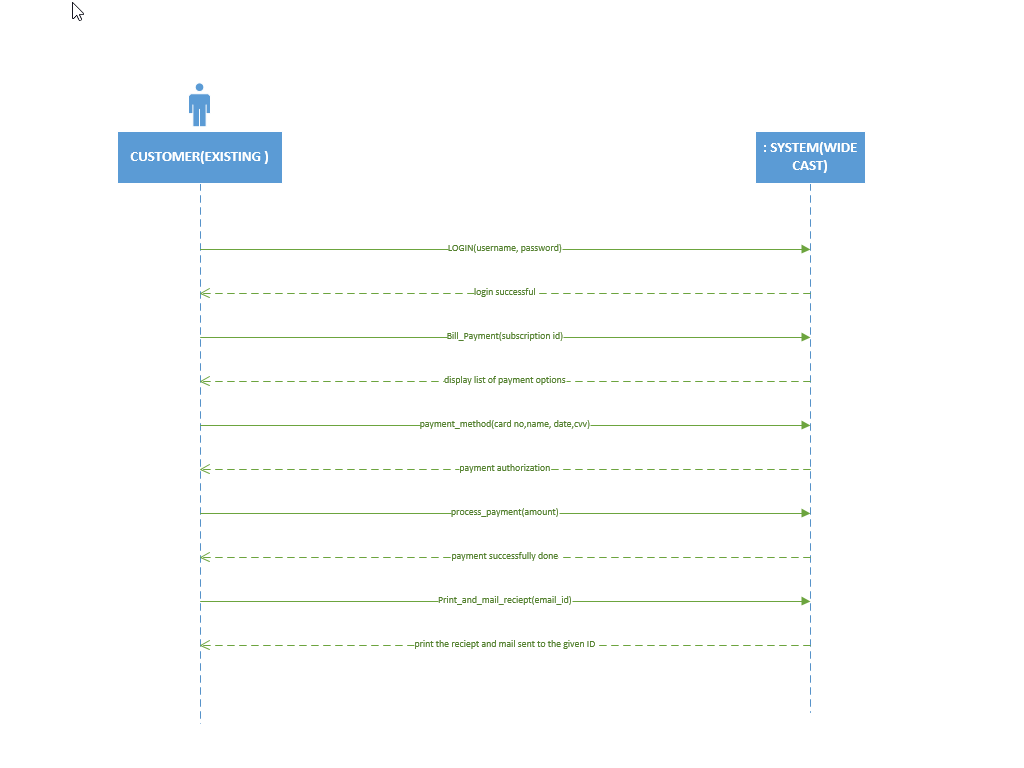 CUSTOMER(EXISTING )
: SYSTEM(WIDE
CAST)
LOGIN(username, password)
login successful
Bill_Payment(subscription id)
display list of payment options
payment_method(card no,name, date,cvv)
payment authorization
process_payment(amount)
payment successfully done
Print_and_mail_reciept(email_id)
print the reciept and mail sent to the given ID